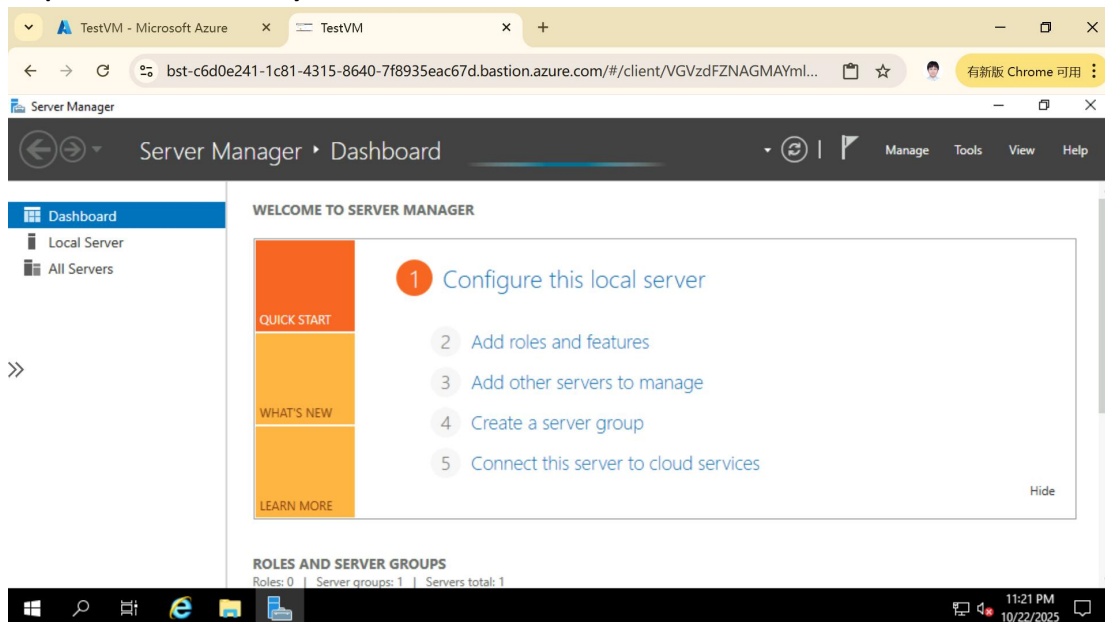 TestVM - Microsoft Azure
TestVM
bst-c6d0e241-1c81-4315-8640-7f8935eac67d.bastion.azure.com/#/client/VGVzdFZNAGMAYml...
有新版 Chrome 可用
Server Manager
Server Manager ‣ Dashboard
Manage Tools View Help
Dashboard
Local Server
All Servers
WELCOME TO SERVER MANAGER
QUICK START
WHAT'S NEW
LEARN MORE
1 Configure this local server
2 Add roles and features
3 Add other servers to manage
4 Create a server group
5 Connect this server to cloud services
Hide
ROLES AND SERVER GROUPS
Roles: 0 | Server groups: 1 | Servers total: 1
11:21 PM
10/22/2025